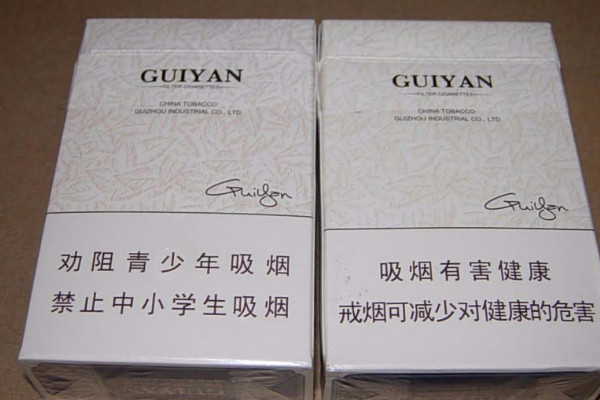 GUIYAN
FILTER CIGARETTES
CHINA TOBACCO
GUIZHOU INDUSTRIAL CO., LTD.
GuiYan
劝阻青少年吸烟
禁止中小学生吸烟
GUIYAN
FILTER CIGARETTES
CHINA TOBACCO
GUIZHOU INDUSTRIAL CO., LTD.
GuiYan
吸烟有害健康
戒烟可减少对健康的危害